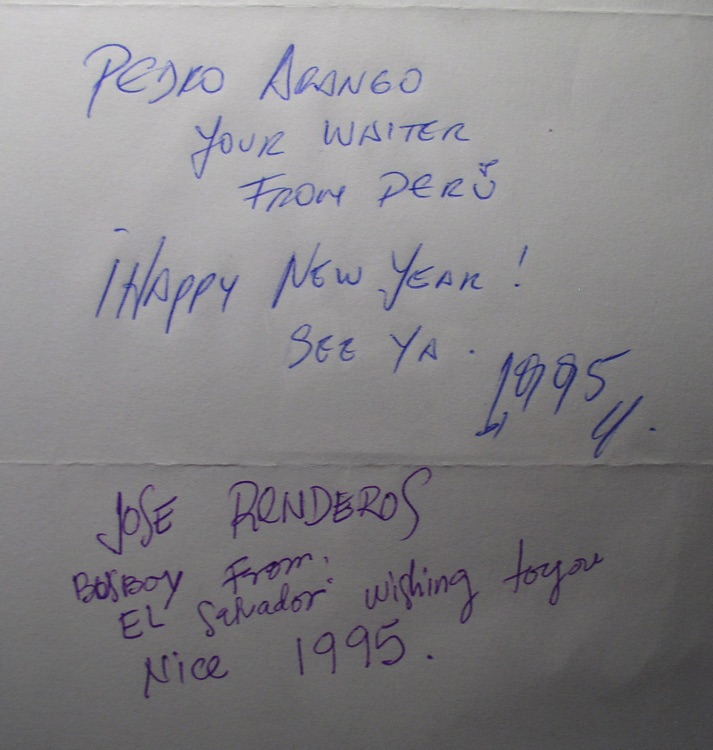 PEDRO ARANGO
YOUR WAITER
FROM PERÚ
¡HAPPY NEW YEAR!
SEE YA.
1995
JOSE RENDEROS
BUSBOY From.
EL Salvador wishing to you
Nice 1995.